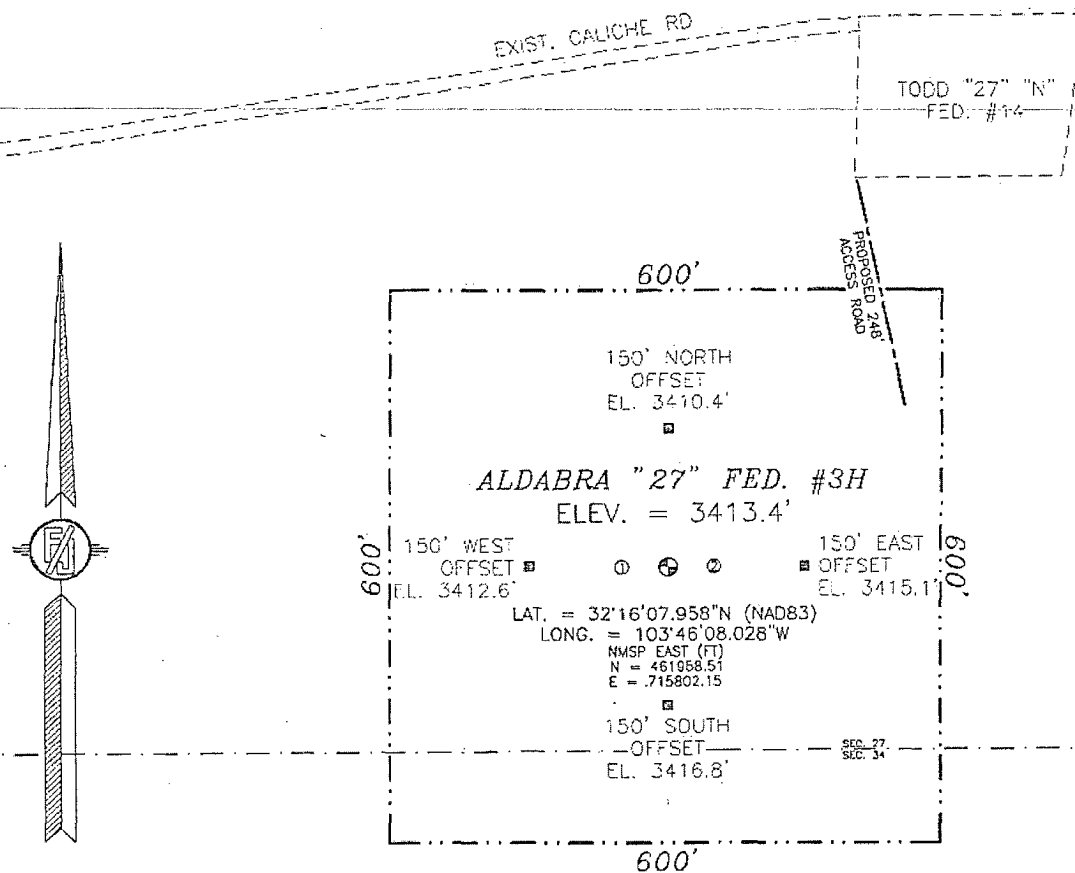 EXIST. CALICHE RD
TODD "27" "N"
FED. #14
PROPOSED 248'
ACCESS ROAD
600'
150' NORTH
OFFSET
EL. 3410.4'
ALDABRA "27" FED. #3H
ELEV. = 3413.4'
600'
150' WEST
OFFSET
EL. 3412.6'
1
2
150' EAST
OFFSET
EL. 3415.1'
600'
LAT. = 32°16'07.958"N (NAD83)
LONG. = 103°46'08.028"W
NMSP EAST (FT)
N = 461958.51
E = 715802.15
150' SOUTH
OFFSET
EL. 3416.8'
SEC. 27
SEC. 34
600'